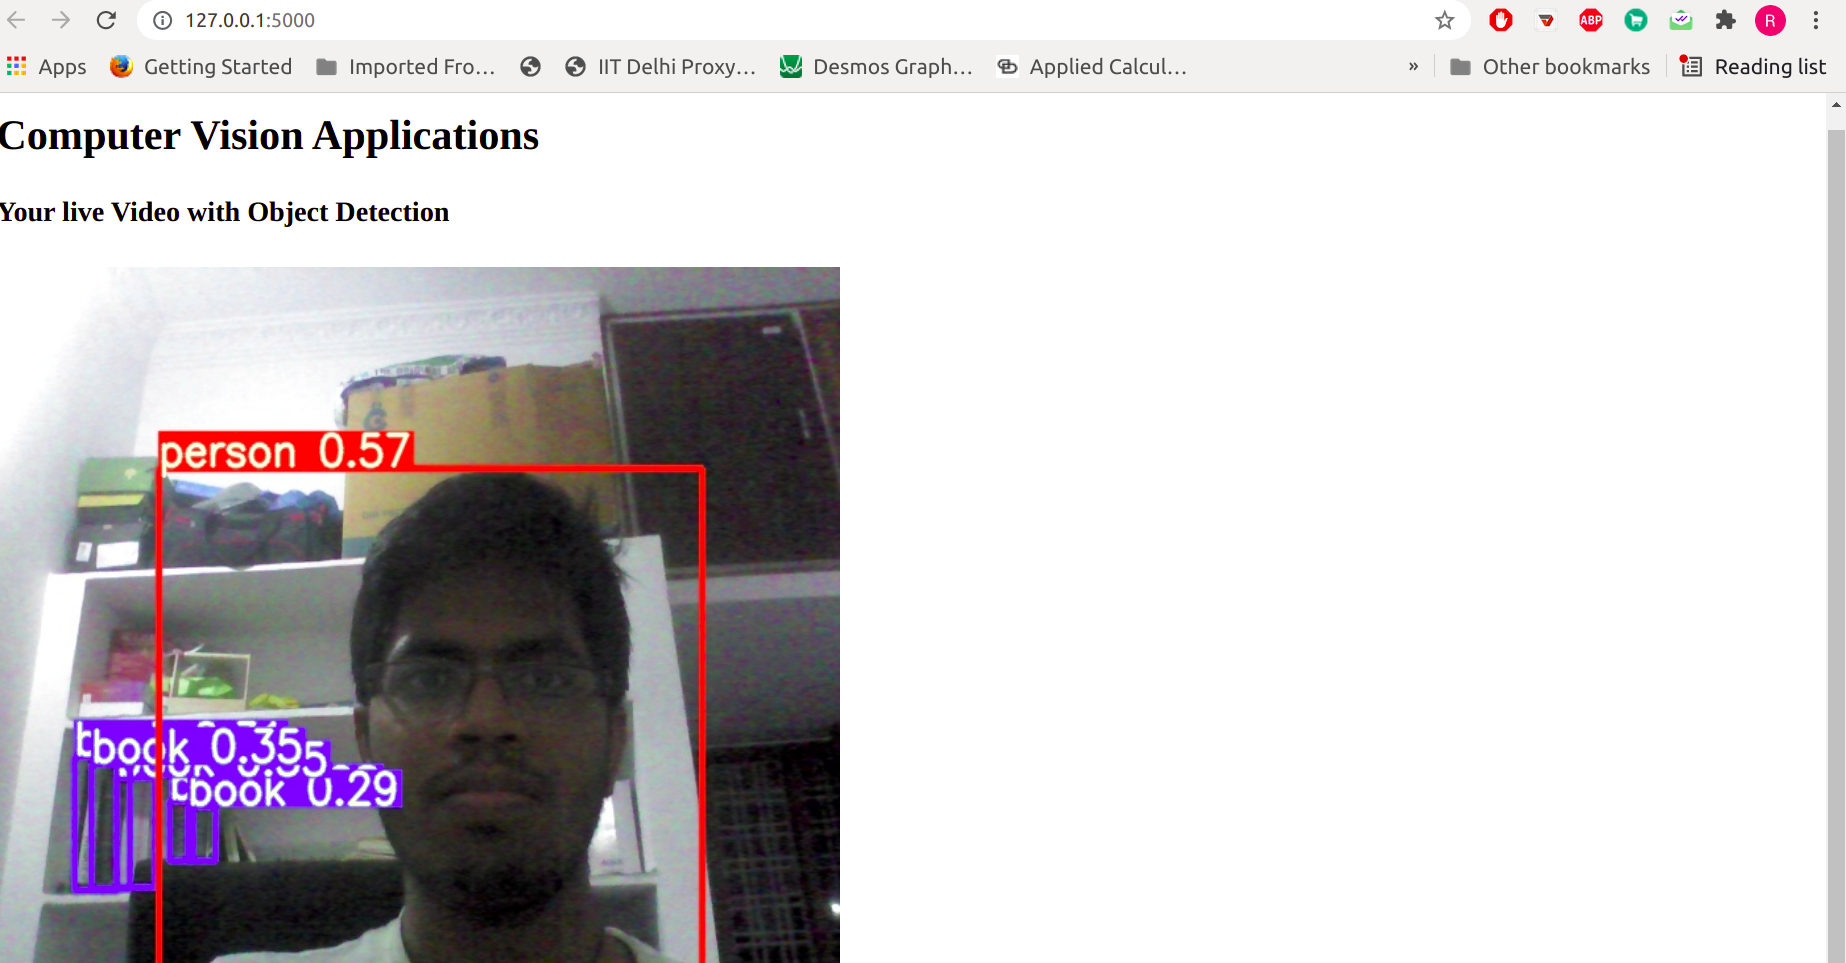 127.0.0.1:5000
ABP
R
Apps
Getting Started
Imported Fro...
IIT Delhi Proxy...
Desmos Graph...
Applied Calcul...
»
Other bookmarks
Reading list
Computer Vision Applications
Your live Video with Object Detection
person 0.57
book 0.35
book 0.29